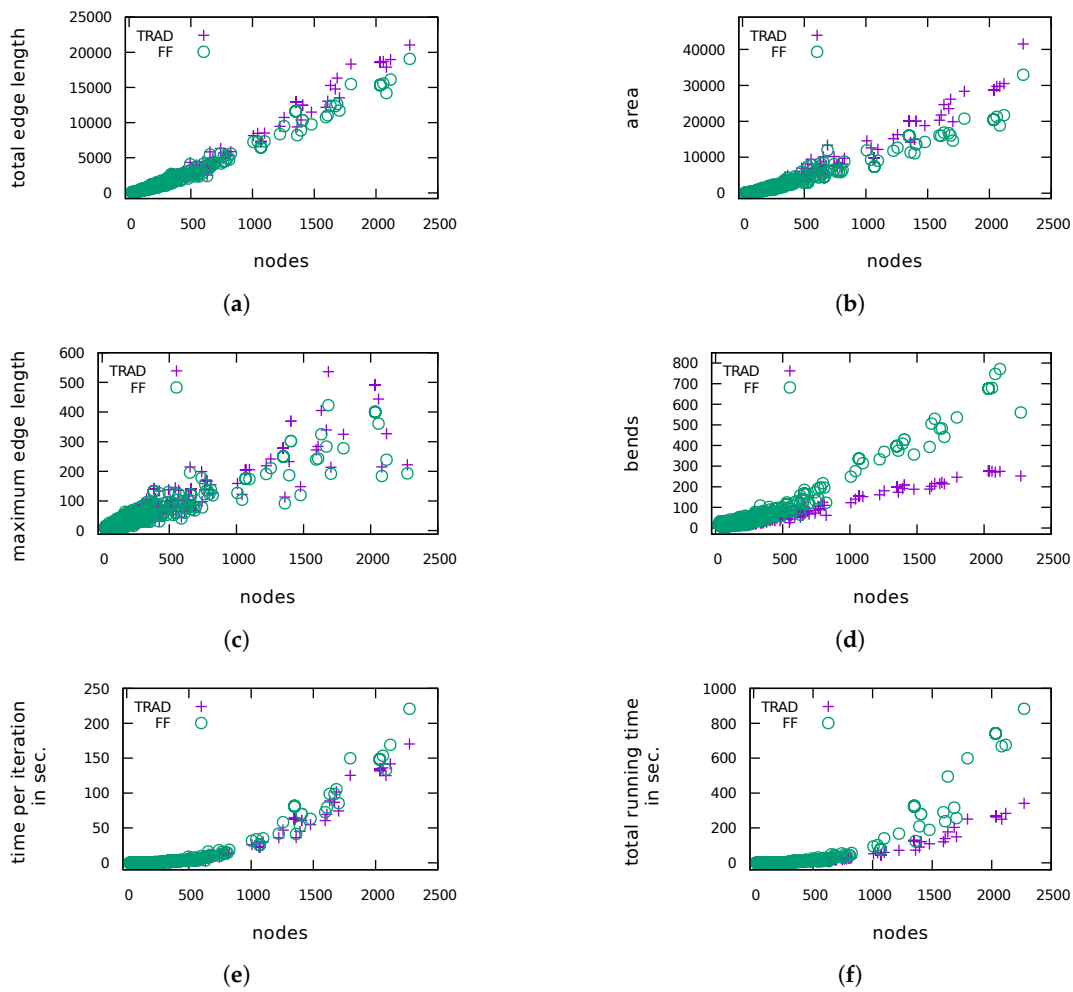 25000
20000
15000
10000
5000
0
total edge length
TRAD
FF
0 500 1000 1500 2000 2500
nodes
(a)
40000
30000
20000
10000
0
area
TRAD
FF
0 500 1000 1500 2000 2500
nodes
(b)
600
500
400
300
200
100
0
maximum edge length
TRAD
FF
0 500 1000 1500 2000 2500
nodes
(c)
800
700
600
500
400
300
200
100
0
bends
TRAD
FF
0 500 1000 1500 2000 2500
nodes
(d)
250
200
150
100
50
0
time per iteration
in sec.
TRAD
FF
0 500 1000 1500 2000 2500
nodes
(e)
1000
800
600
400
200
0
total running time
in sec.
TRAD
FF
0 500 1000 1500 2000 2500
nodes
(f)